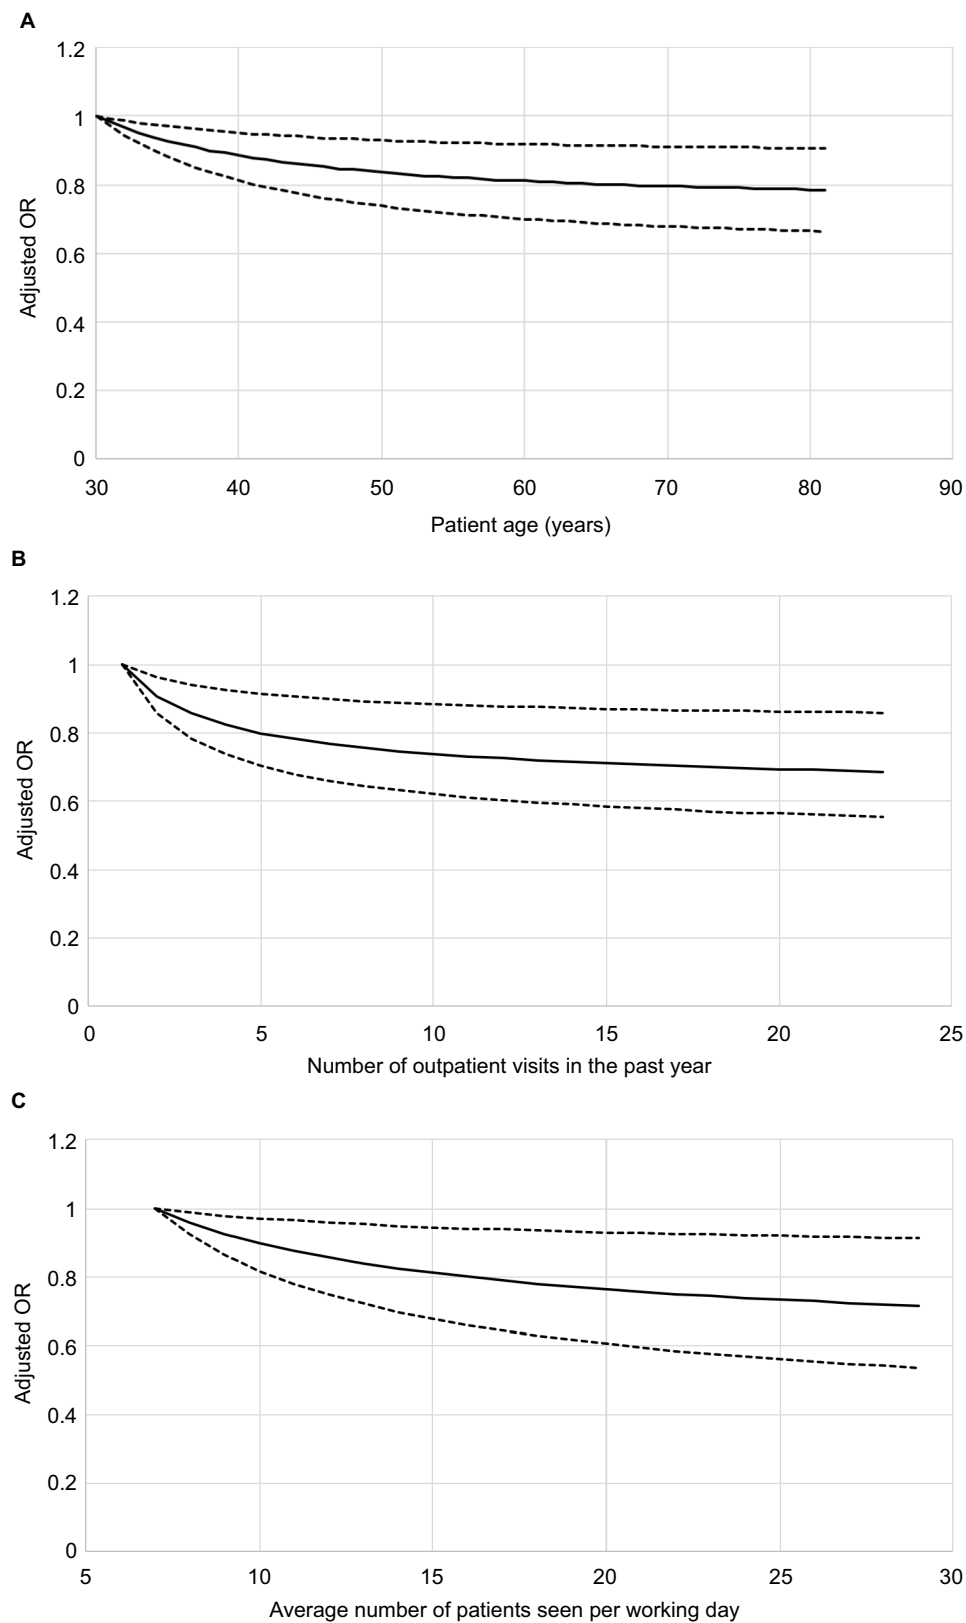 A
1.2
1
0.8
0.6
0.4
0.2
0
Adjusted OR
30 40 50 60 70 80 90
Patient age (years)
B
1.2
1
0.8
0.6
0.4
0.2
0
Adjusted OR
0 5 10 15 20 25
Number of outpatient visits in the past year
C
1.2
1
0.8
0.6
0.4
0.2
0
Adjusted OR
5 10 15 20 25 30
Average number of patients seen per working day